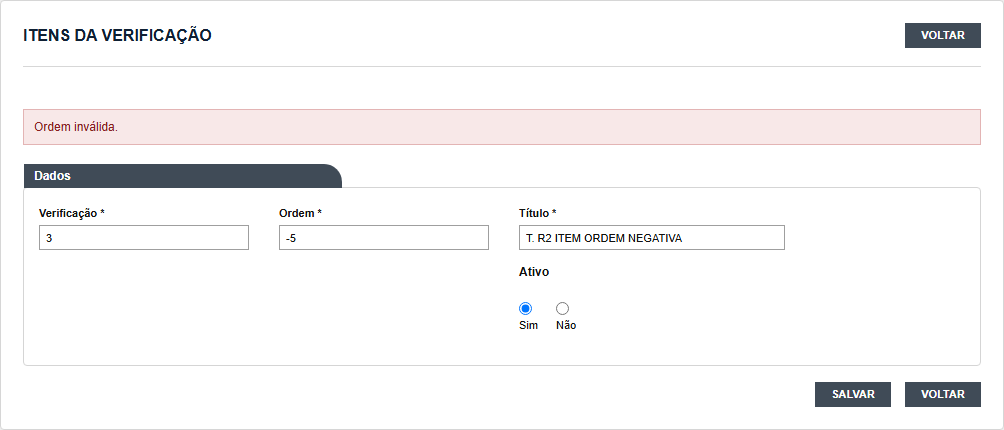 ITENS DA VERIFICAÇÃO
VOLTAR
Ordem inválida.
Dados
Verificação *
Ordem *
Título *
3
-5
T. R2 ITEM ORDEM NEGATIVA
Ativo
Sim
Não
SALVAR
VOLTAR